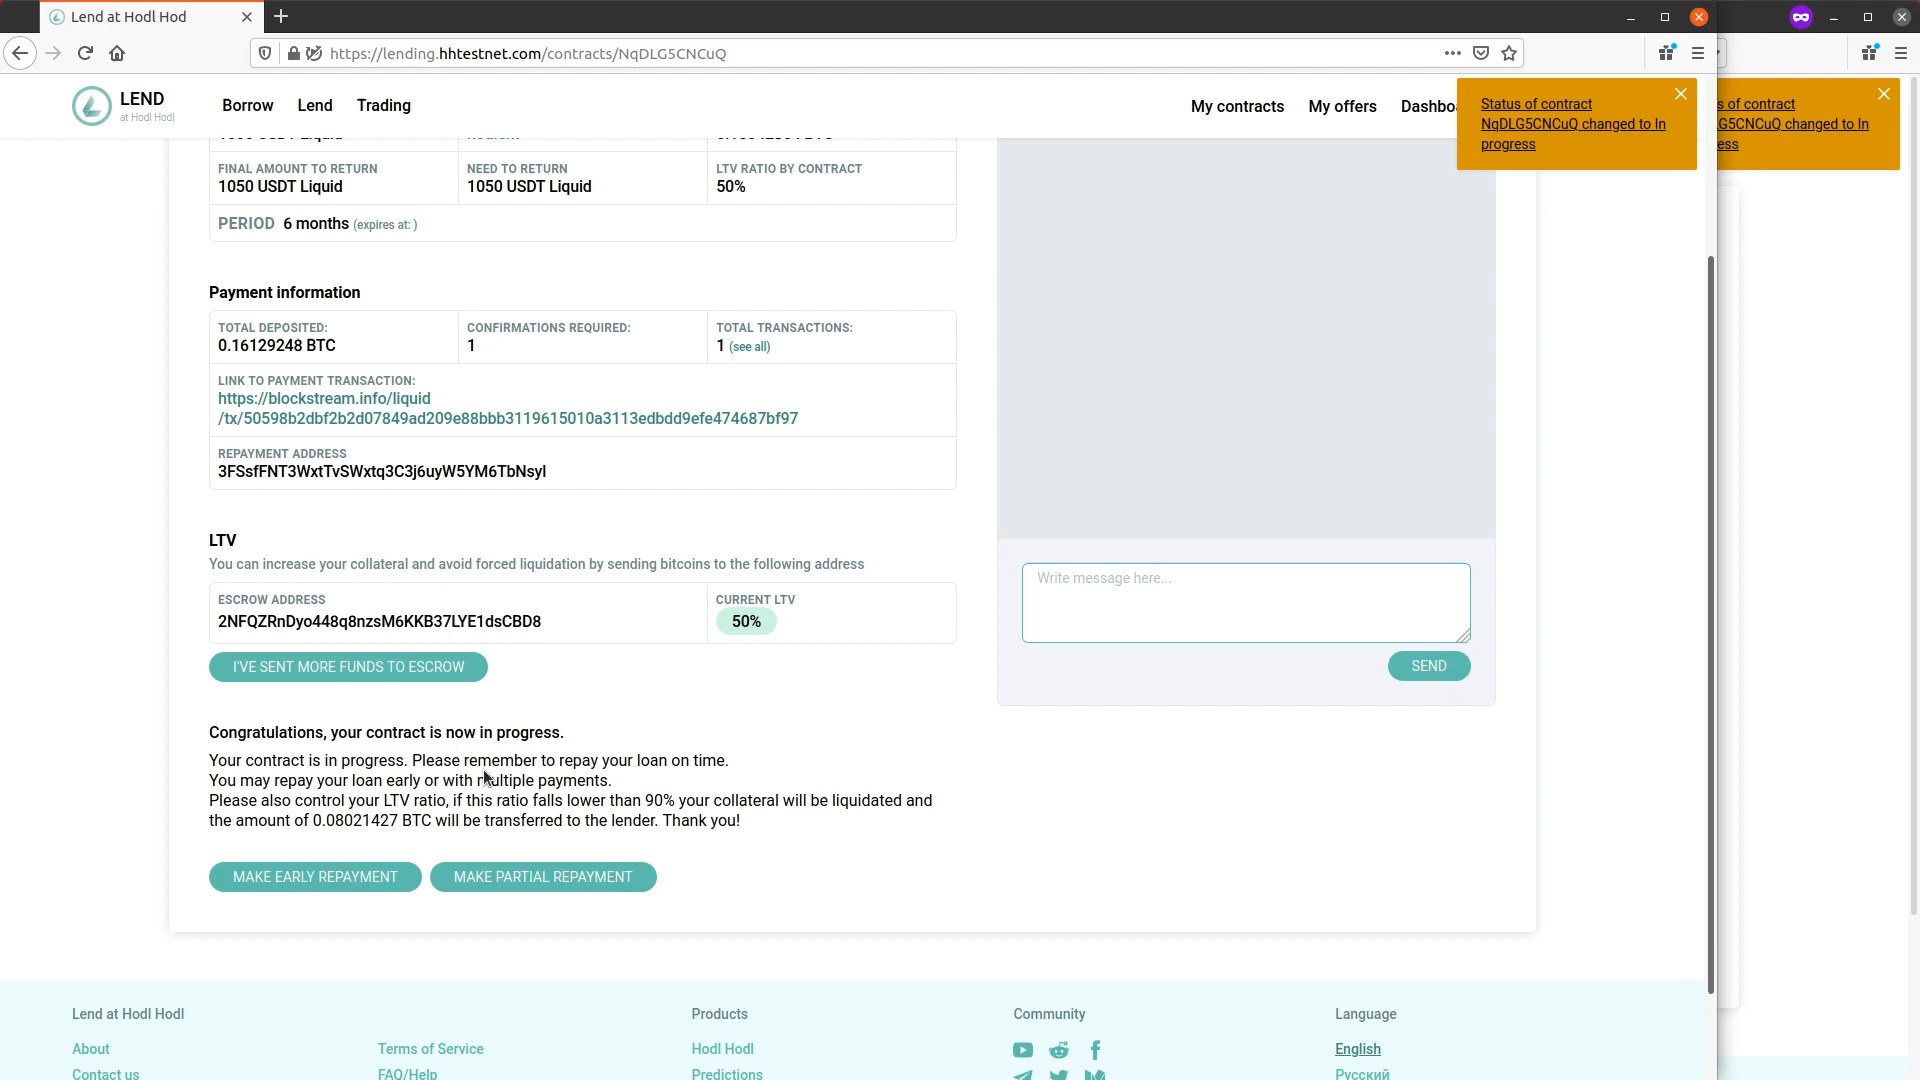 Lend at Hodl Hod
https://lending.hhtestnet.com/contracts/NqDLG5CNCuQ
LEND
at Hodl Hodl
Borrow
Lend
Trading
My contracts
My offers
Dashbo
Status of contract
NqDLG5CNCuQ changed to In
progress
s of contract
G5CNCuQ changed to In
ess
FINAL AMOUNT TO RETURN
1050 USDT Liquid
NEED TO RETURN
1050 USDT Liquid
LTV RATIO BY CONTRACT
50%
PERIOD 6 months (expires at: )
Payment information
TOTAL DEPOSITED:
0.16129248 BTC
CONFIRMATIONS REQUIRED:
1
TOTAL TRANSACTIONS:
1 (see all)
LINK TO PAYMENT TRANSACTION:
https://blockstream.info/liquid
/tx/50598b2dbf2b2d07849ad209e88bbb3119615010a3113edbdd9efe474687bf97
REPAYMENT ADDRESS
3FSsfFNT3WxtTvSWxtq3C3j6uyW5YM6TbNsyl
LTV
You can increase your collateral and avoid forced liquidation by sending bitcoins to the following address
ESCROW ADDRESS
2NFQZRnDyo448q8nzsM6KKB37LYE1dsCBD8
CURRENT LTV
50%
I'VE SENT MORE FUNDS TO ESCROW
Write message here...
SEND
Congratulations, your contract is now in progress.
Your contract is in progress. Please remember to repay your loan on time.
You may repay your loan early or with multiple payments.
Please also control your LTV ratio, if this ratio falls lower than 90% your collateral will be liquidated and
the amount of 0.08021427 BTC will be transferred to the lender. Thank you!
MAKE EARLY REPAYMENT
MAKE PARTIAL REPAYMENT
Lend at Hodl Hodl
Products
Community
Language
About
Terms of Service
Hodl Hodl
English
Contact us
FAQ/Help
Predictions
Русский